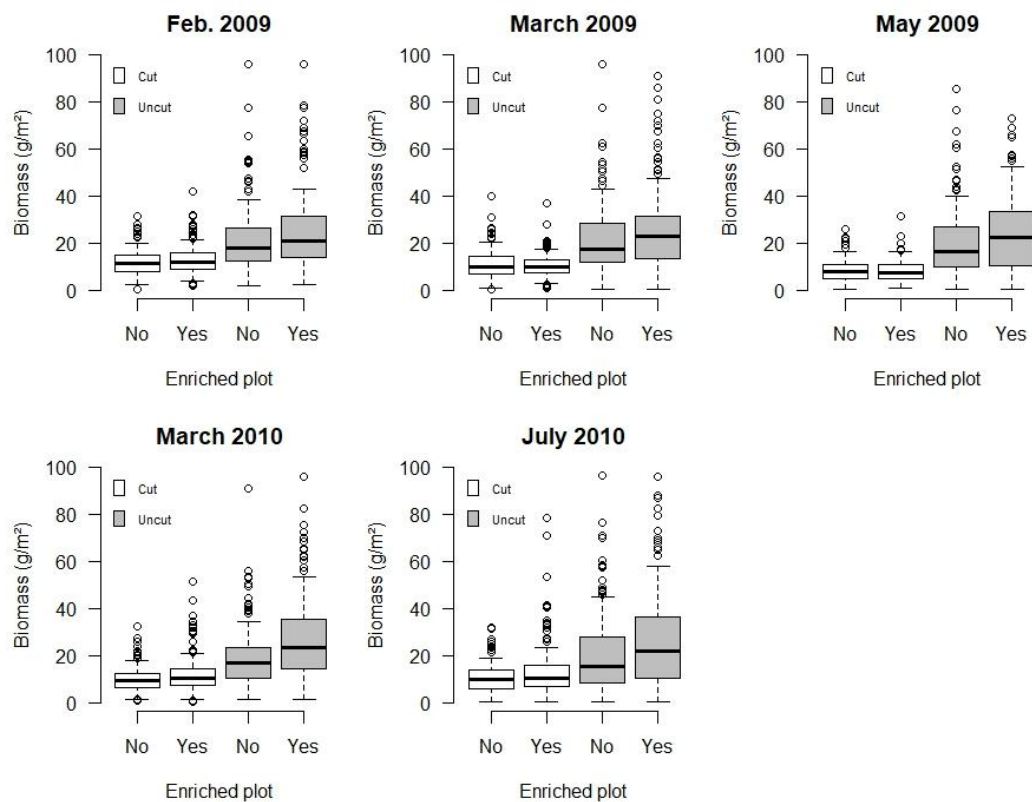 Feb. 2009
Biomass (g/m²)
100
80
60
40
20
0
Cut
Uncut
No Yes No Yes
Enriched plot
March 2009
Biomass (g/m²)
100
80
60
40
20
0
Cut
Uncut
No Yes No Yes
Enriched plot
May 2009
Biomass (g/m²)
100
80
60
40
20
0
Cut
Uncut
No Yes No Yes
Enriched plot
March 2010
Biomass (g/m²)
100
80
60
40
20
0
Cut
Uncut
No Yes No Yes
Enriched plot
July 2010
Biomass (g/m²)
100
80
60
40
20
0
Cut
Uncut
No Yes No Yes
Enriched plot